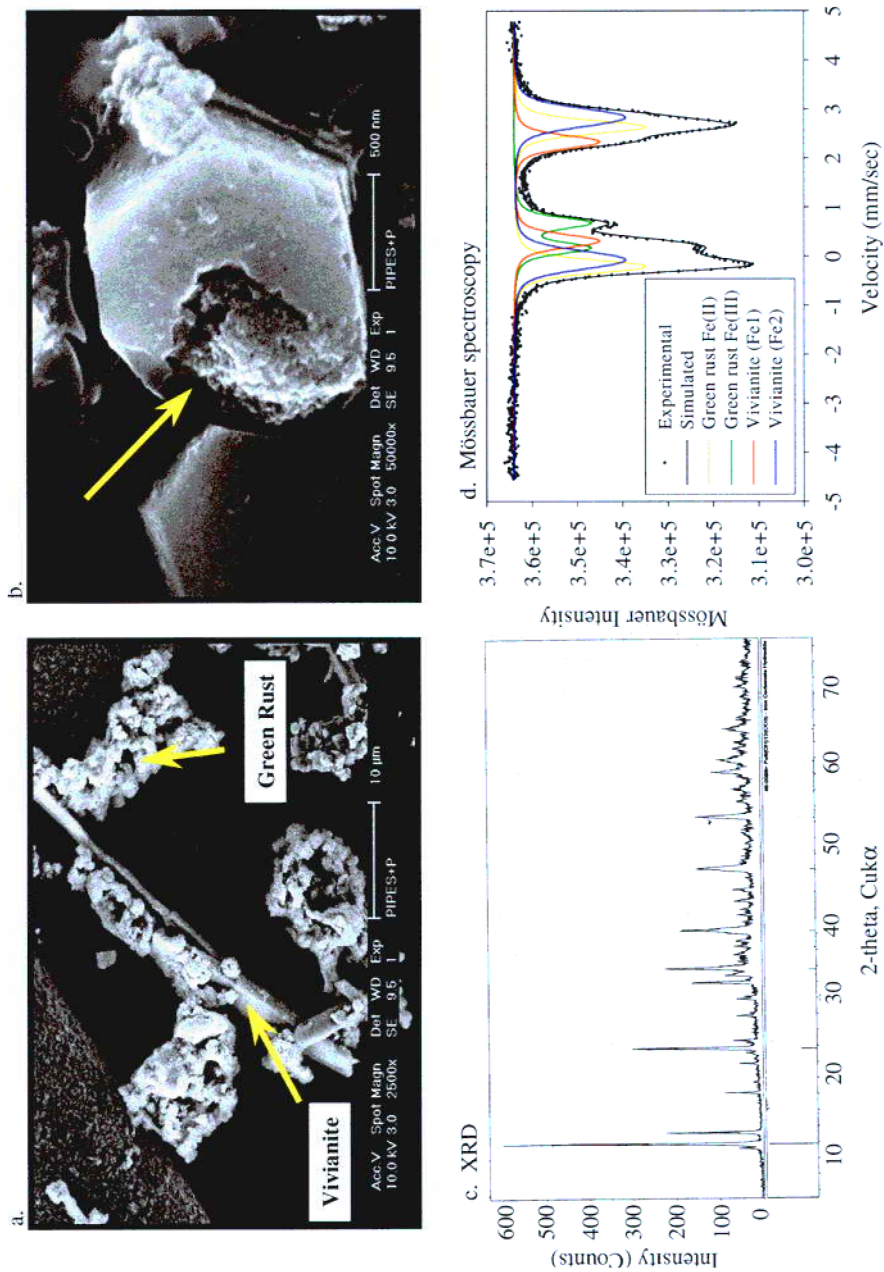 a.
Vivianite
Green Rust
Acc.V Spot Magn Det WD Exp
10.0 kV 3.0 2500x SE 9.5 1 PIPES+P
10 µm
b.
Acc.V Spot Magn Det WD Exp
10.0 kV 3.0 50000x SE 9.5 1 PIPES+P
500 nm
c. XRD
600
500
400
300
200
100
0
Intensity (Counts)
10 20 30 40 50 60 70
2-theta, Cukα
d. Mössbauer spectroscopy
3.7e+5
3.6e+5
3.5e+5
3.4e+5
3.3e+5
3.2e+5
3.1e+5
3.0e+5
Mössbauer Intensity
Experimental
Simulated
Green rust Fe(II)
Green rust Fe(III)
Vivianite (Fe1)
Vivianite (Fe2)
-5 -4 -3 -2 -1 0 1 2 3 4 5
Velocity (mm/sec)